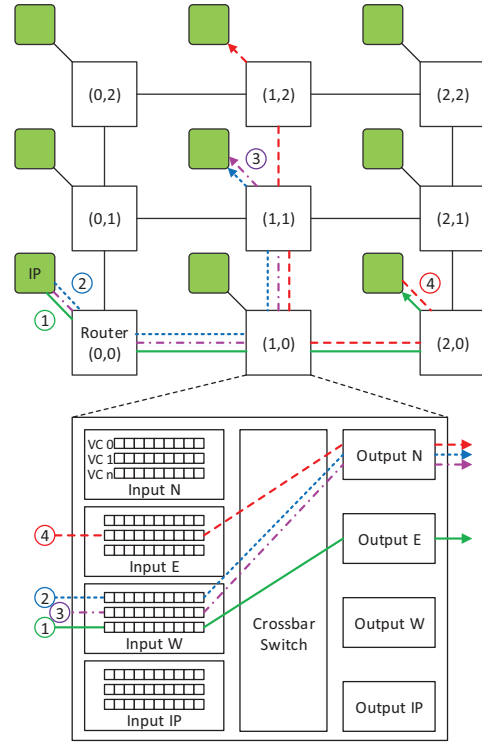 (0,2)
(1,2)
(2,2)
3
(0,1)
(1,1)
(2,1)
IP
2
4
1
Router
(0,0)
(1,0)
(2,0)
VC 0
VC 1
VC n
Input N
Output N
4
Input E
Output E
2
3
1
Input W
Crossbar
Switch
Output W
Input IP
Output IP